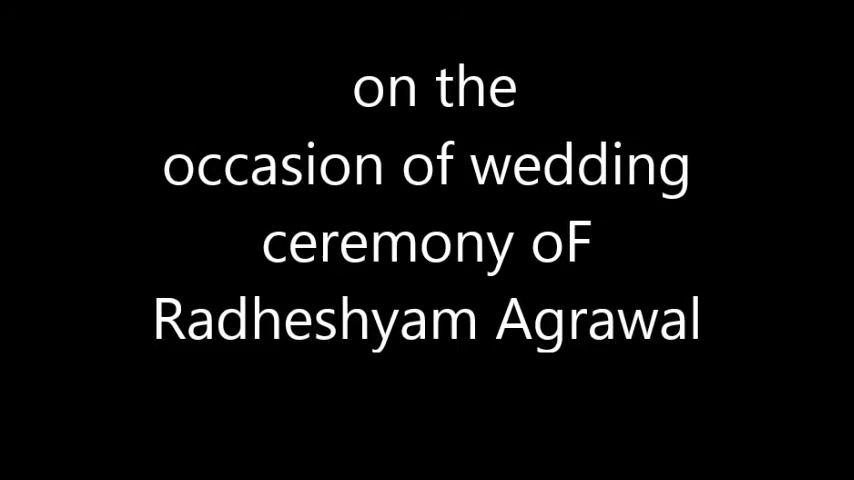 on the
occasion of wedding
ceremony oF
Radheshyam Agrawal